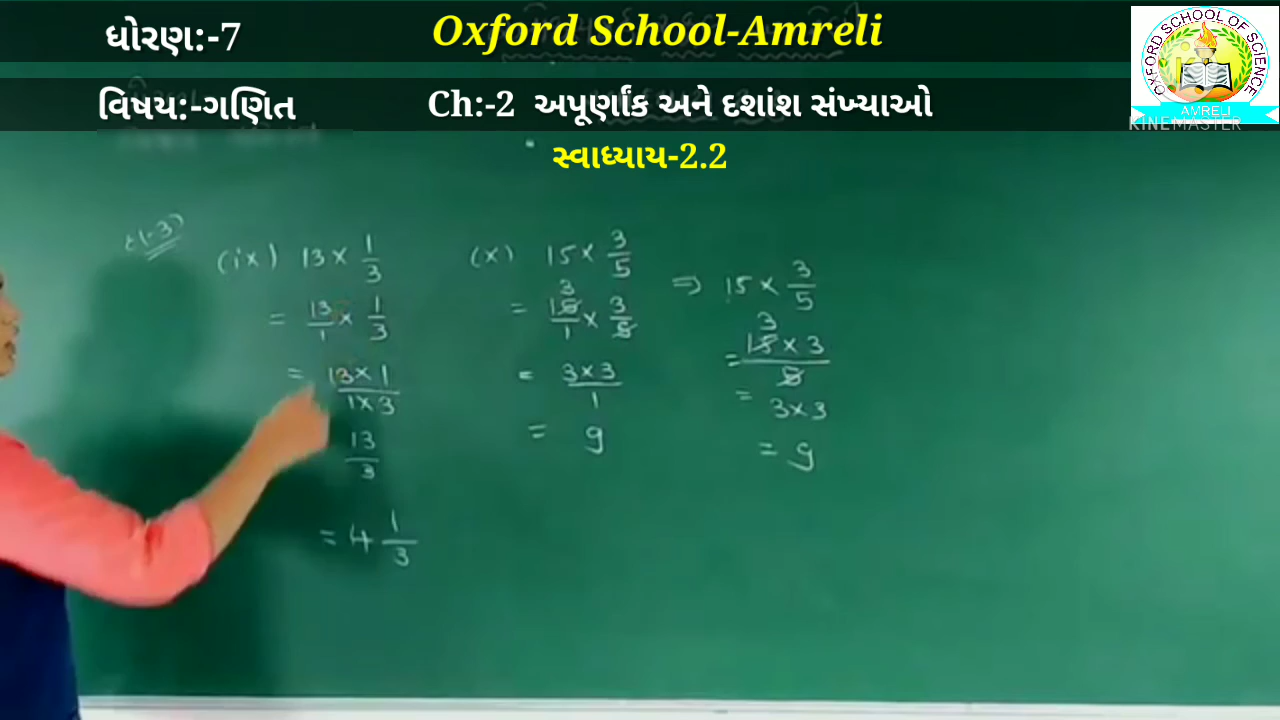 ધોરણ:-7
Oxford School-Amreli
OXFORD SCHOOL OF SCIENCE
AMRELI
વિષય:-ગણિત
Ch:-2 અપૂર્ણાંક અને દશાંશ સંખ્યાઓ
KINEMASTER
સ્વાધ્યાય-2.2
(ix) 13 × 1/3
= 13/1 × 1/3
= 13 × 1 / 1 × 3
13/3
= 4 1/3
(x) 15 × 3/5
3
= 15/1 × 3/5
= 3 × 3 / 1
= 9
⇒ 15 × 3/5
3
= 15 × 3 / 5
= 3 × 3
= 9